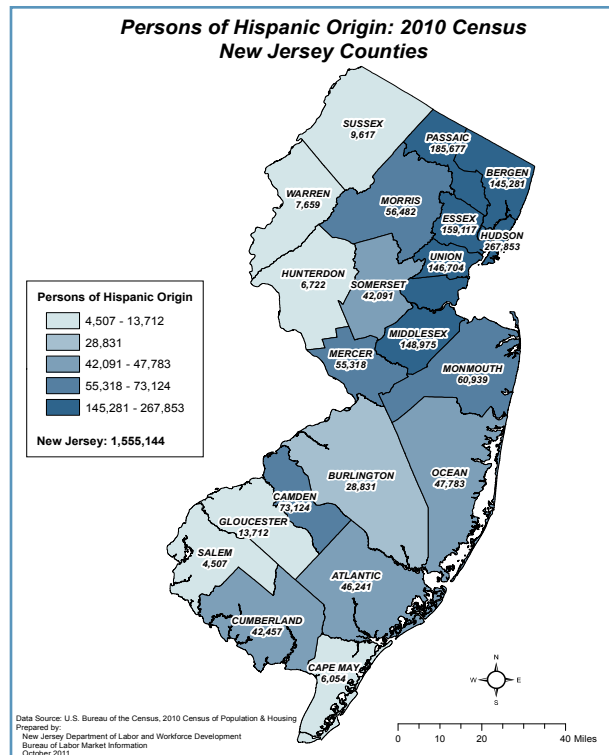 Persons of Hispanic Origin: 2010 Census
New Jersey Counties
SUSSEX
9,617
PASSAIC
185,677
BERGEN
145,281
WARREN
7,659
MORRIS
56,482
ESSEX
159,117
HUDSON
267,853
UNION
146,704
HUNTERDON
6,722
SOMERSET
42,091
MIDDLESEX
148,975
MERCER
55,318
MONMOUTH
60,939
Persons of Hispanic Origin
4,507 - 13,712
28,831
42,091 - 47,783
55,318 - 73,124
145,281 - 267,853
New Jersey: 1,555,144
BURLINGTON
28,831
OCEAN
47,783
CAMDEN
73,124
GLOUCESTER
13,712
SALEM
4,507
ATLANTIC
46,241
CUMBERLAND
42,457
CAPE MAY
6,054
N
W
E
S
Data Source: U.S. Bureau of the Census, 2010 Census of Population & Housing
Prepared by:
New Jersey Department of Labor and Workforce Development
Bureau of Labor Market Information
October 2011
0 10 20 40 Miles